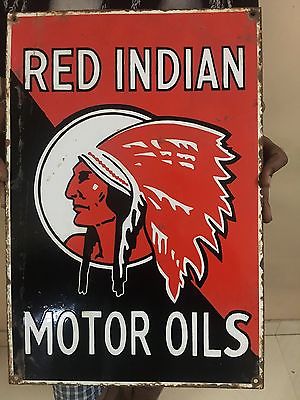 RED INDIAN
MOTOR OILS